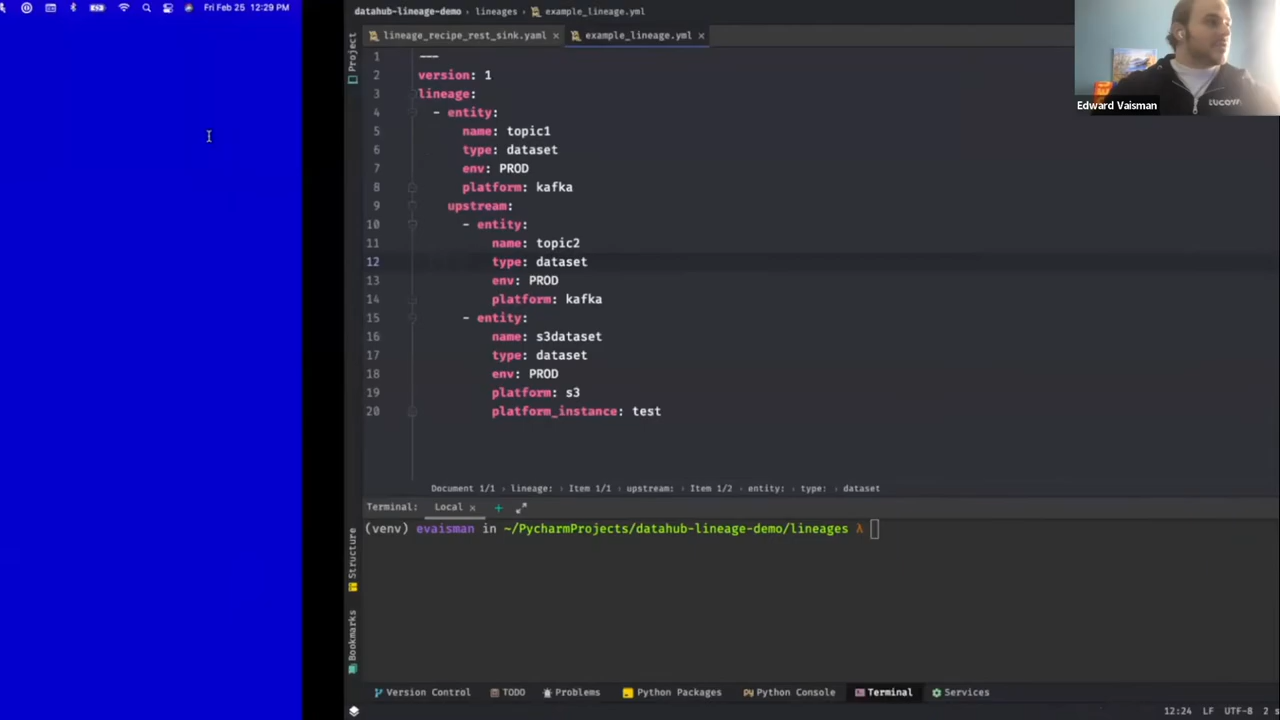 Fri Feb 25 12:29 PM
datahub-lineage-demo lineages example_lineage.yml
Project
lineage_recipe_rest_sink.yaml example_lineage.yml
1 ---
2 version: 1
3 lineage:
4 - entity:
5 name: topic1
6 type: dataset
7 env: PROD
8 platform: kafka
9 upstream:
10 - entity:
11 name: topic2
12 type: dataset
13 env: PROD
14 platform: kafka
15 - entity:
16 name: s3dataset
17 type: dataset
18 env: PROD
19 platform: s3
20 platform_instance: test
Edward Vaisman
Document 1/1 lineage: Item 1/1 upstream: Item 1/2 entity: type: dataset
Terminal: Local +
(venv) evaisman in ~/PycharmProjects/datahub-lineage-demo/lineages λ
Structure
Bookmarks
Version Control TODO Problems Python Packages Python Console Terminal Services
12:24 LF UTF-8 2 s